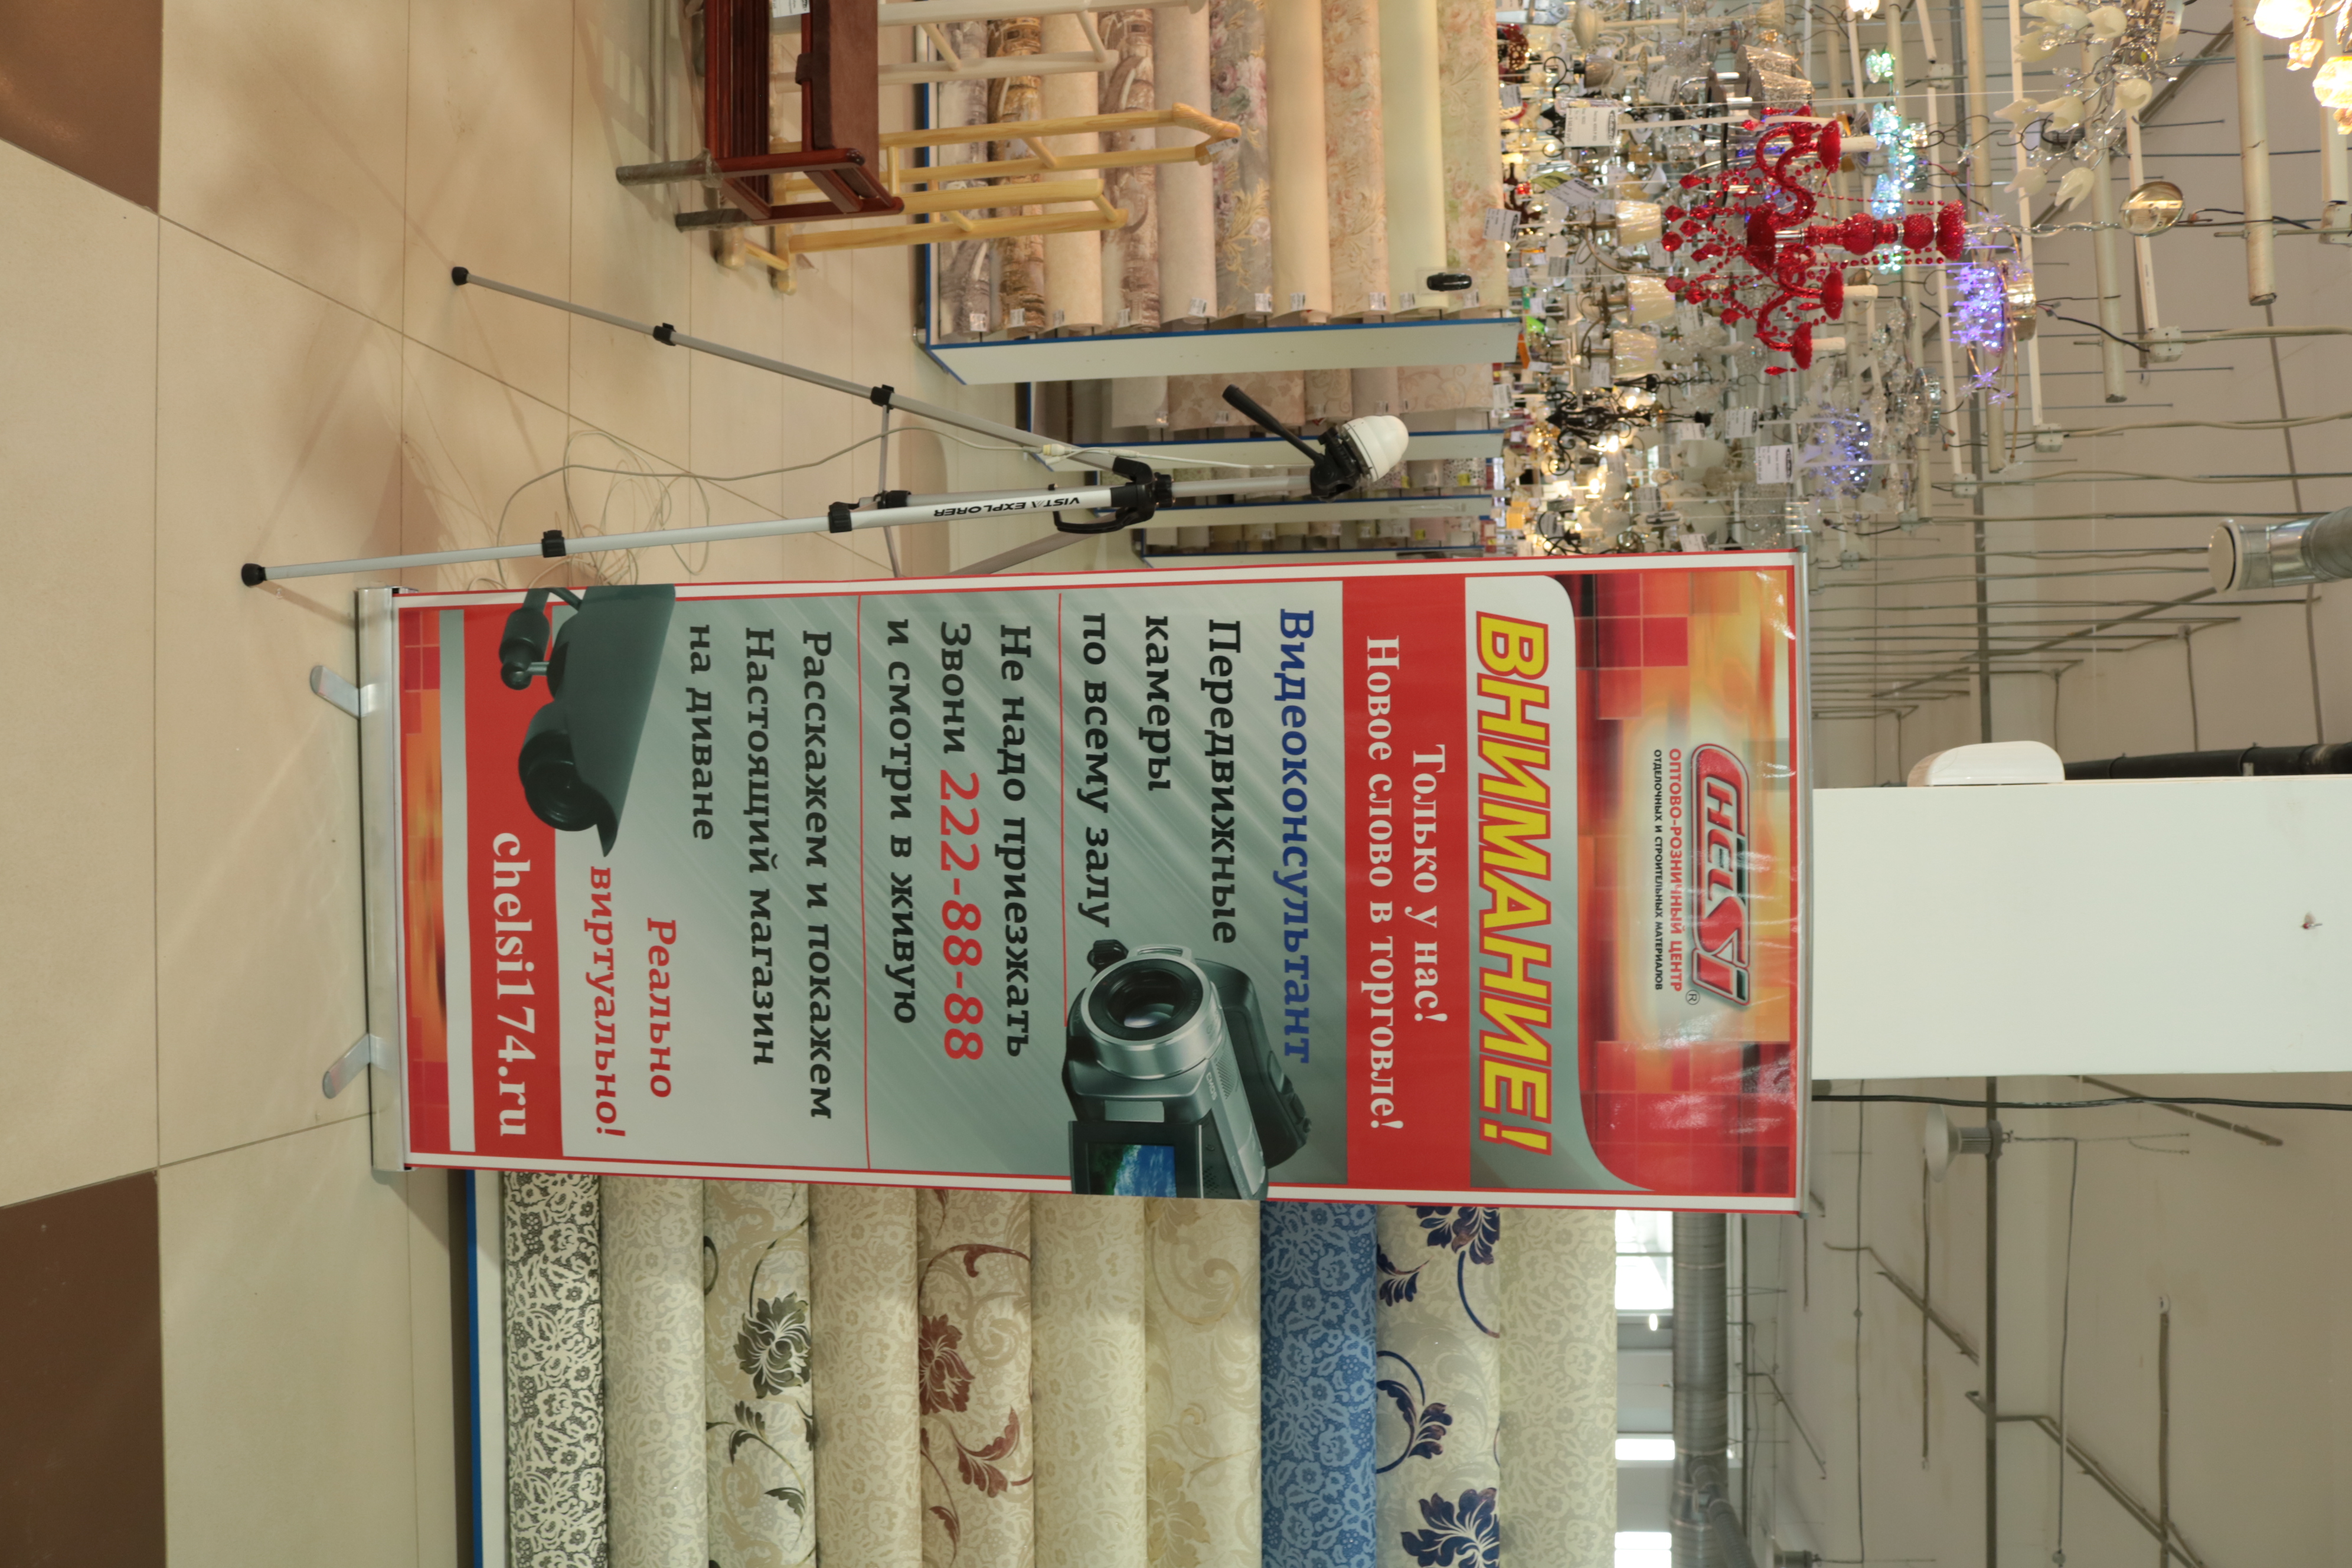 CHELSI®
ОПТОВО-РОЗНИЧНЫЙ ЦЕНТР
ОТДЕЛОЧНЫХ И СТРОИТЕЛЬНЫХ МАТЕРИАЛОВ
ВНИМАНИЕ!
Только у нас!
Новое слово в торговле!
Видеоконсультант
Передвижные
камеры
по всему залу
CMOS
Не надо приезжать
Звони 222-88-88
и смотри в живую
Расскажем и покажем
Настоящий магазин
на диване
Реально
виртуально!
chelsi174.ru
VISTA EXPLORER